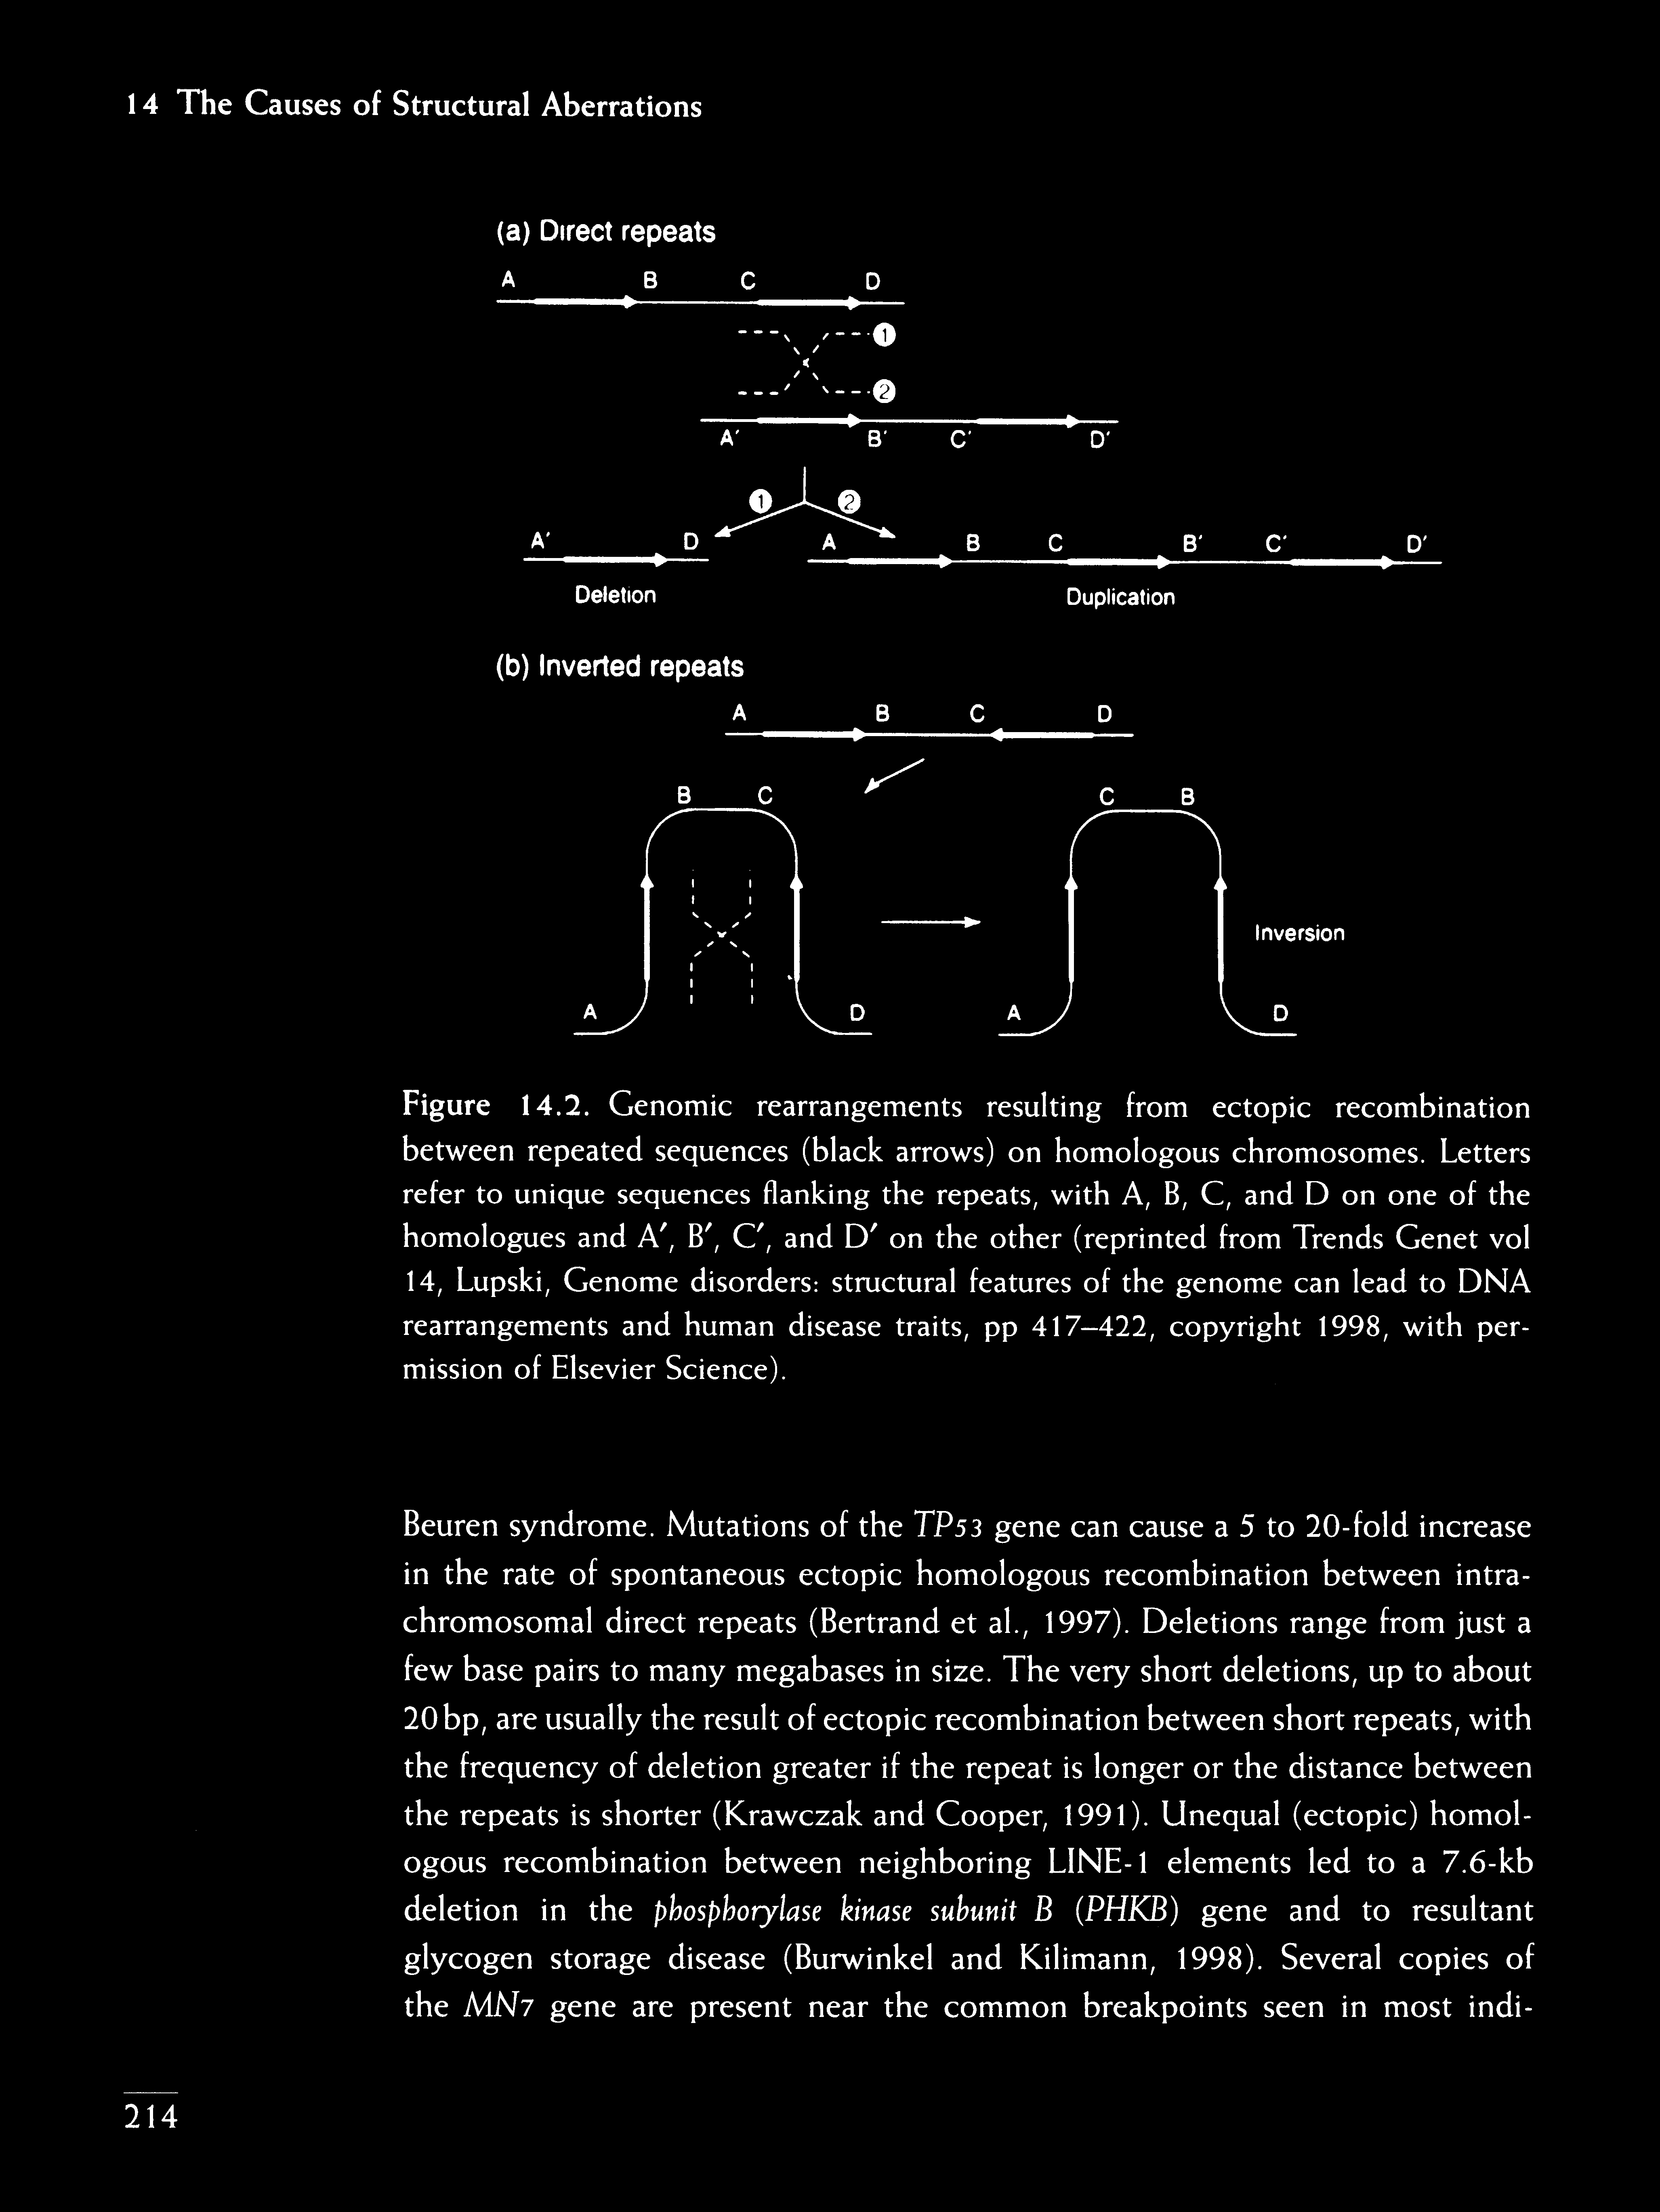 14 The Causes of Structural Aberrations
(a) Direct repeats
A B C D
1
2
A' B' C' D'
1 2
A' D A B C B' C' D'
Deletion Duplication
(b) Inverted repeats
A B C D
B C C B
Inversion
A D A D
Figure 14.2. Genomic rearrangements resulting from ectopic recombination
between repeated sequences (black arrows) on homologous chromosomes. Letters
refer to unique sequences flanking the repeats, with A, B, C, and D on one of the
homologues and A', B', C', and D' on the other (reprinted from Trends Genet vol
14, Lupski, Genome disorders: structural features of the genome can lead to DNA
rearrangements and human disease traits, pp 417–422, copyright 1998, with per-
mission of Elsevier Science).
Beuren syndrome. Mutations of the TP53 gene can cause a 5 to 20-fold increase
in the rate of spontaneous ectopic homologous recombination between intra-
chromosomal direct repeats (Bertrand et al., 1997). Deletions range from just a
few base pairs to many megabases in size. The very short deletions, up to about
20 bp, are usually the result of ectopic recombination between short repeats, with
the frequency of deletion greater if the repeat is longer or the distance between
the repeats is shorter (Krawczak and Cooper, 1991). Unequal (ectopic) homol-
ogous recombination between neighboring LINE-1 elements led to a 7.6-kb
deletion in the phosphorylase kinase subunit B (PHKB) gene and to resultant
glycogen storage disease (Burwinkel and Kilimann, 1998). Several copies of
the MN7 gene are present near the common breakpoints seen in most indi-
214